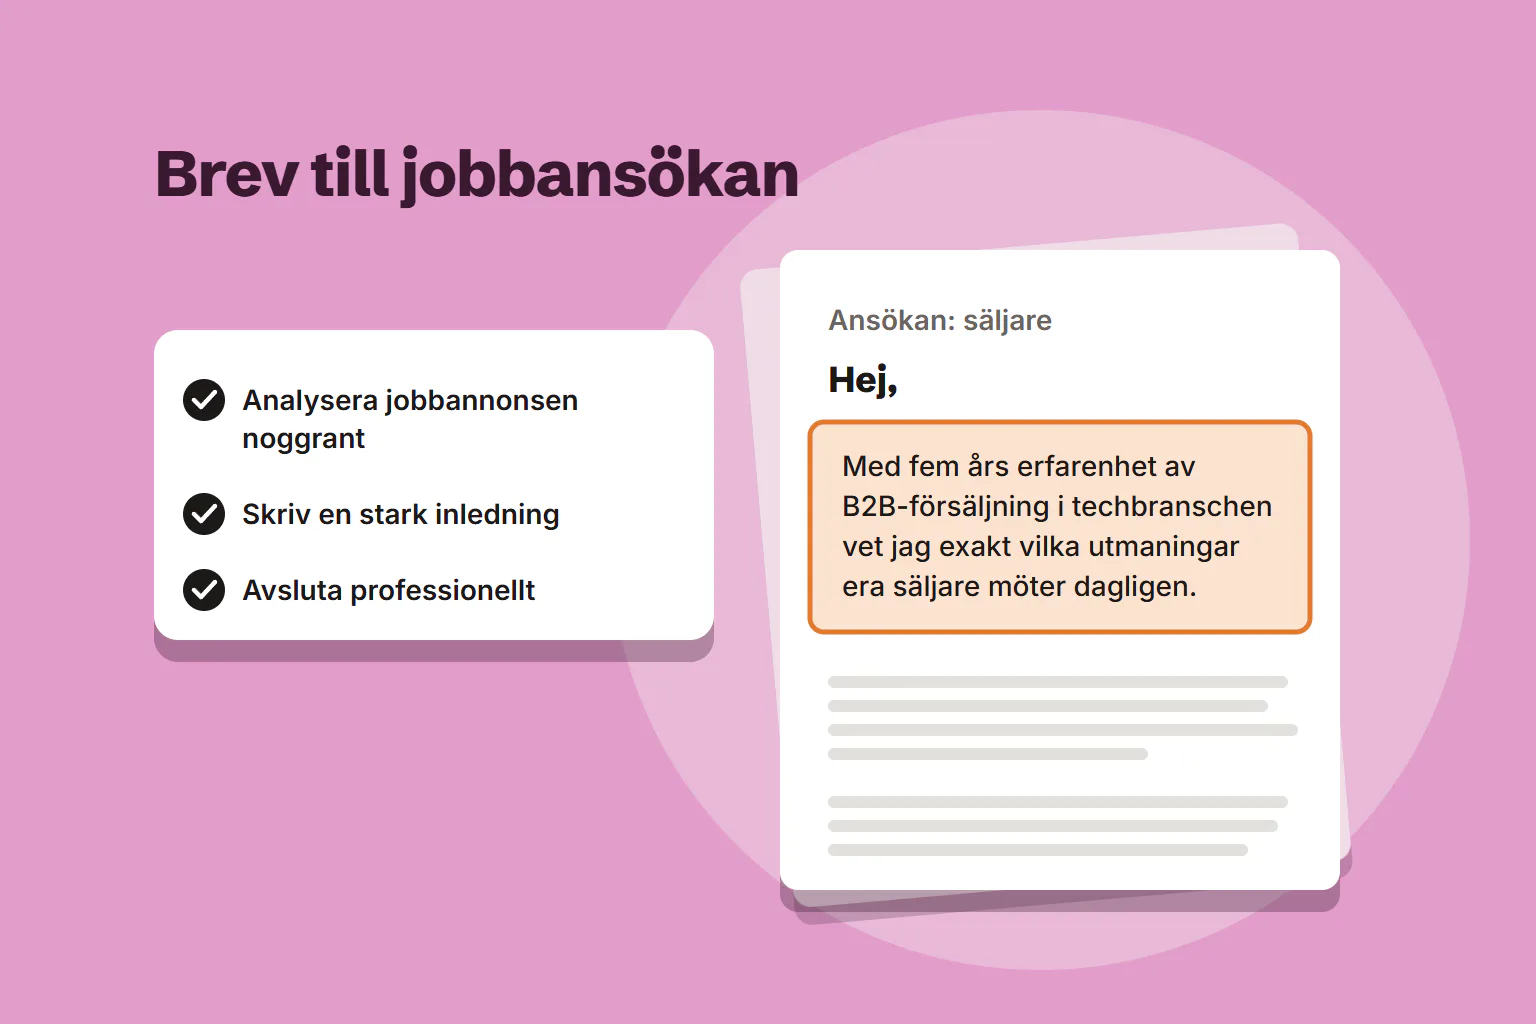 Brev till jobbansökan
Analysera jobbannonsen
noggrant
Skriv en stark inledning
Avsluta professionellt
Ansökan: säljare
Hej,
Med fem års erfarenhet av
B2B-försäljning i techbranschen
vet jag exakt vilka utmaningar
era säljare möter dagligen.